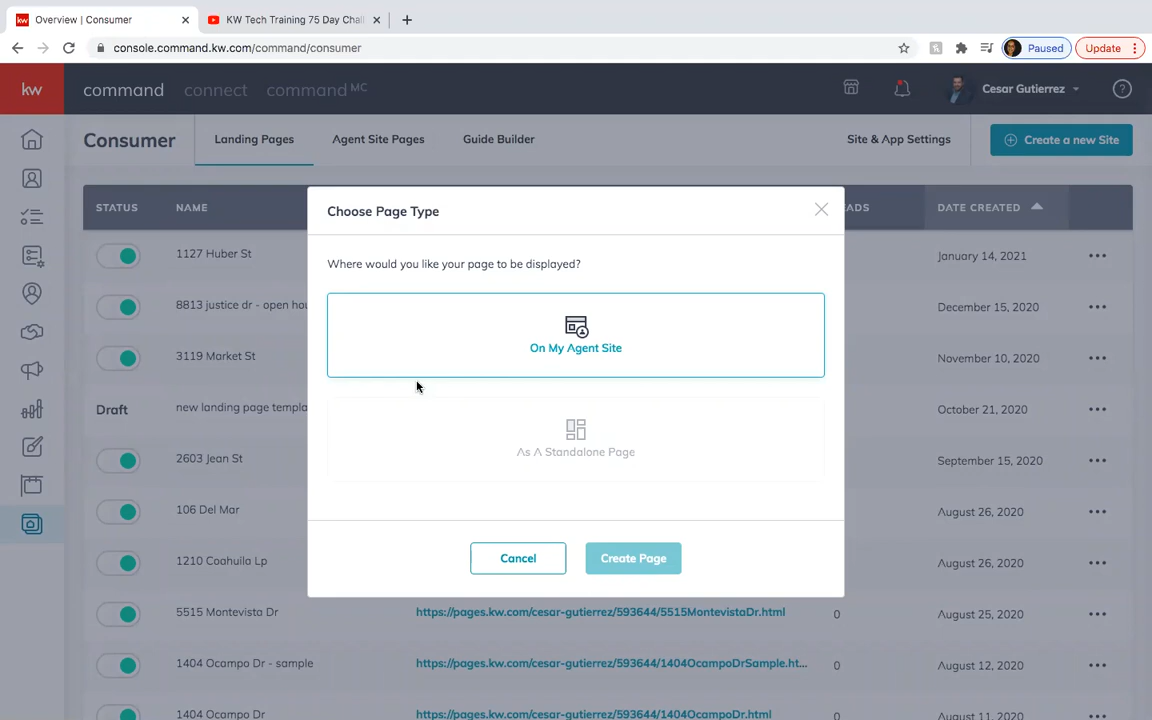 Overview | Consumer
KW Tech Training 75 Day Chal
console.command.kw.com/command/consumer
Paused
Update
kw
command
connect
command MC
Cesar Gutierrez
Consumer
Landing Pages
Agent Site Pages
Guide Builder
Site & App Settings
Create a new Site
STATUS
NAME
EADS
DATE CREATED
Choose Page Type
Where would you like your page to be displayed?
On My Agent Site
As A Standalone Page
Cancel
Create Page
1127 Huber St
January 14, 2021
8813 justice dr - open hou
December 15, 2020
3119 Market St
November 10, 2020
Draft
new landing page templa
October 21, 2020
2603 Jean St
September 15, 2020
106 Del Mar
August 26, 2020
1210 Coahuila Lp
August 26, 2020
5515 Montevista Dr
https://pages.kw.com/cesar-gutierrez/593644/5515MontevistaDr.html
0
August 25, 2020
1404 Ocampo Dr - sample
https://pages.kw.com/cesar-gutierrez/593644/1404OcampoDrSample.ht...
0
August 12, 2020
1404 Ocampo Dr
https://pages.kw.com/cesar-gutierrez/593644/1404OcampoDr.html
0
August 11, 2020